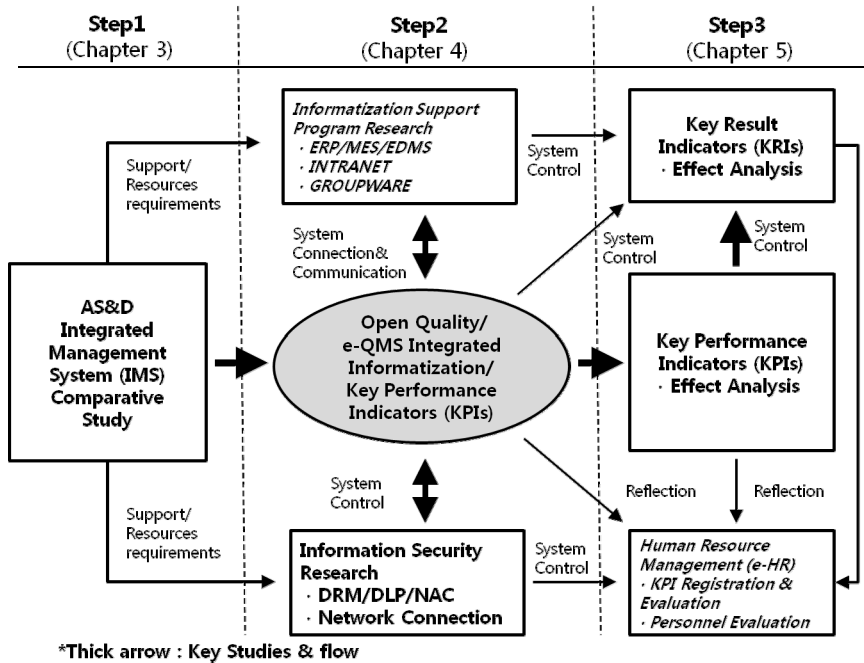 Step1
(Chapter 3)
Step2
(Chapter 4)
Step3
(Chapter 5)
Support/
Resources
requirements
AS&D
Integrated
Management
System (IMS)
Comparative
Study
Support/
Resources
requirements
Informatization Support
Program Research
· ERP/MES/EDMS
· INTRANET
· GROUPWARE
System
Connection&
Communication
Open Quality/
e-QMS Integrated
Informatization/
Key Performance
Indicators (KPIs)
System
Control
Information Security
Research
· DRM/DLP/NAC
· Network Connection
System
Control
System
Control
System
Control
Key Result
Indicators (KRIs)
· Effect Analysis
System
Control
Key Performance
Indicators (KPIs)
· Effect Analysis
Reflection
Reflection
Human Resource
Management (e-HR)
· KPI Registration &
Evaluation
· Personnel Evaluation
*Thick arrow : Key Studies & flow